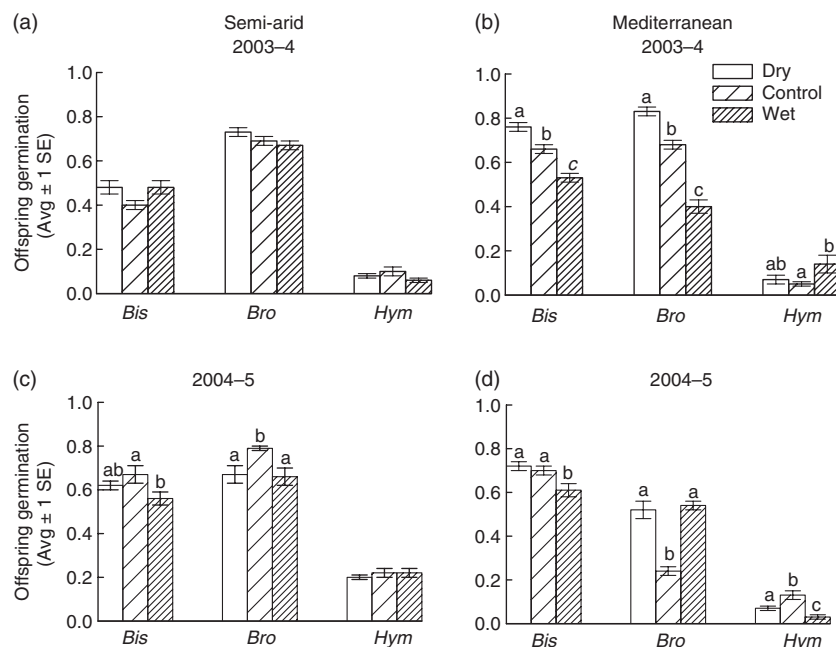 (a)
Semi-arid
2003–4
Offspring germination
(Avg ± 1 SE)
1.0
0.8
0.6
0.4
0.2
0.0
Bis
Bro
Hym
(b)
Mediterranean
2003–4
Dry
Control
Wet
1.0
0.8
0.6
0.4
0.2
0.0
a
b
c
a
b
c
ab
a
b
Bis
Bro
Hym
(c)
2004–5
Offspring germination
(Avg ± 1 SE)
1.0
0.8
0.6
0.4
0.2
0.0
ab
a
b
a
b
a
Bis
Bro
Hym
(d)
2004–5
1.0
0.8
0.6
0.4
0.2
0.0
a
a
b
a
b
a
a
b
c
Bis
Bro
Hym